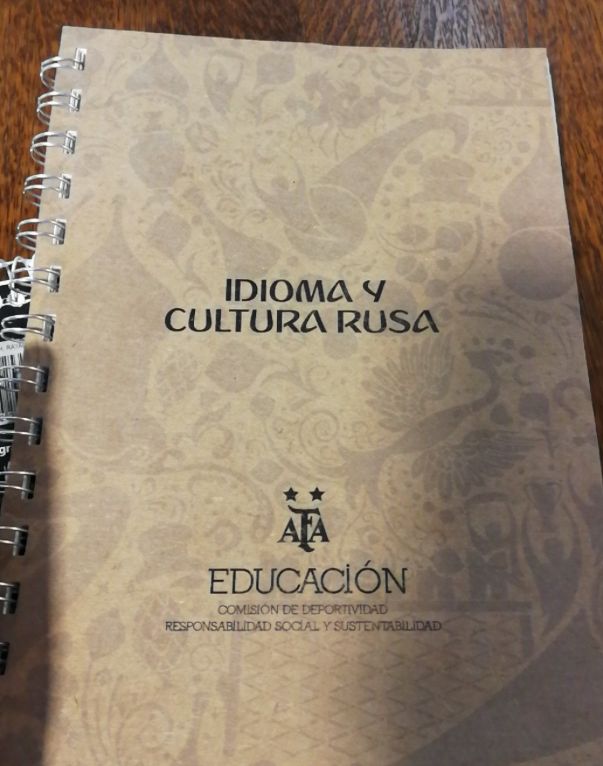 IDIOMA Y
CULTURA RUSA
AFA
EDUCACIÓN
COMISIÓN DE DEPORTIVIDAD
RESPONSABILIDAD SOCIAL Y SUSTENTABILIDAD